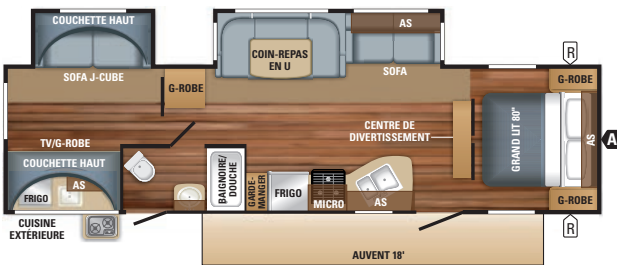 COUCHETTE HAUT
SOFA J-CUBE
G-ROBE
COIN-REPAS
EN U
AS
SOFA
R
G-ROBE
TV/G-ROBE
COUCHETTE HAUT
AS
FRIGO
CUISINE
EXTÉRIEURE
BAIGNOIRE/
DOUCHE
GARDE-
MANGER
FRIGO
MICRO
AS
CENTRE DE
DIVERTISSEMENT
GRAND LIT 80"
AS
A
G-ROBE
R
AUVENT 18'